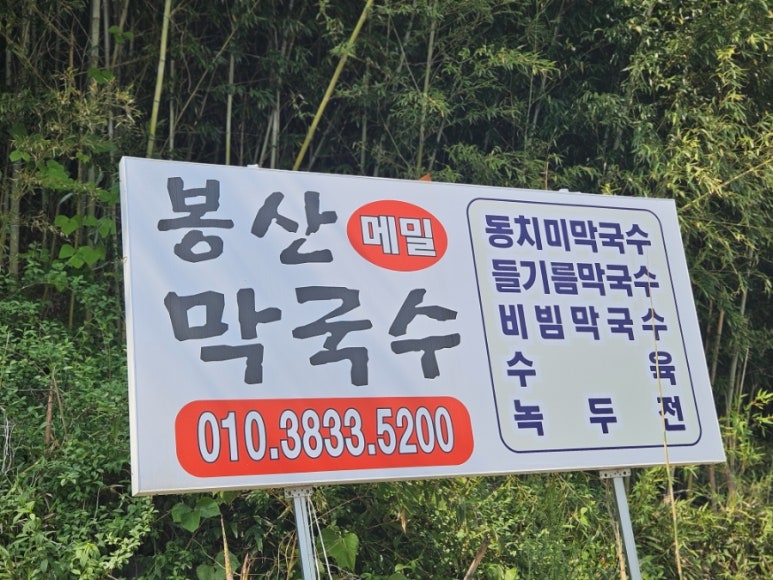 봉산 메밀
막국수
010.3833.5200
동치미막국수
들기름막국수
비빔막국수
수육
녹두전